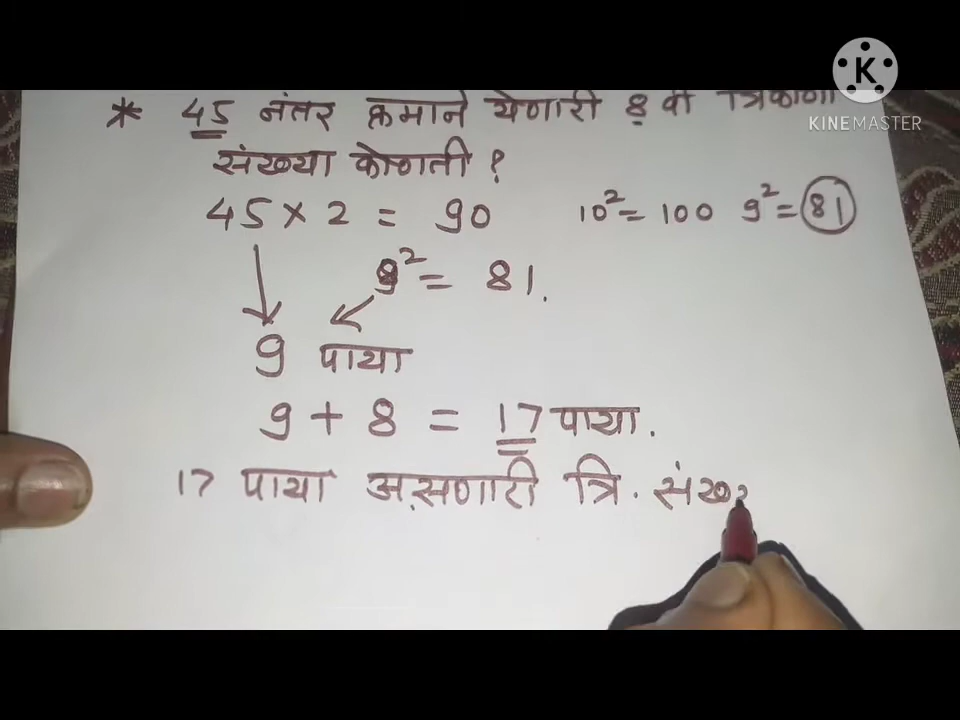 K
KINEMASTER
* 45 नंतर क्रमाने येणारी 8 वी त्रिकोणी
संख्या कोणती ?
45 × 2 = 90 10² = 100 9² = 81
9² = 81.
9 पाया
9 + 8 = 17 पाया.
17 पाया असणारी त्रि. संख्